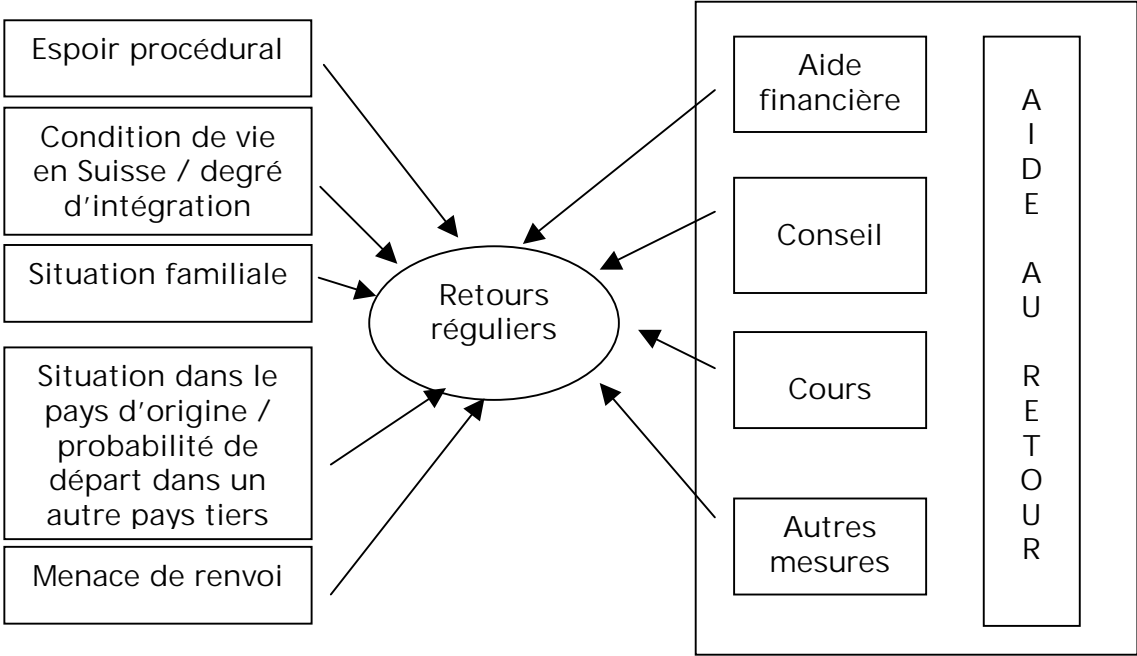 Espoir procédural
Condition de vie
en Suisse / degré
d'intégration
Situation familiale
Situation dans le
pays d'origine /
probabilité de
départ dans un
autre pays tiers
Menace de renvoi
Retours
réguliers
Aide
financière
Conseil
Cours
Autres
mesures
A
I
D
E
A
U
R
E
T
O
U
R